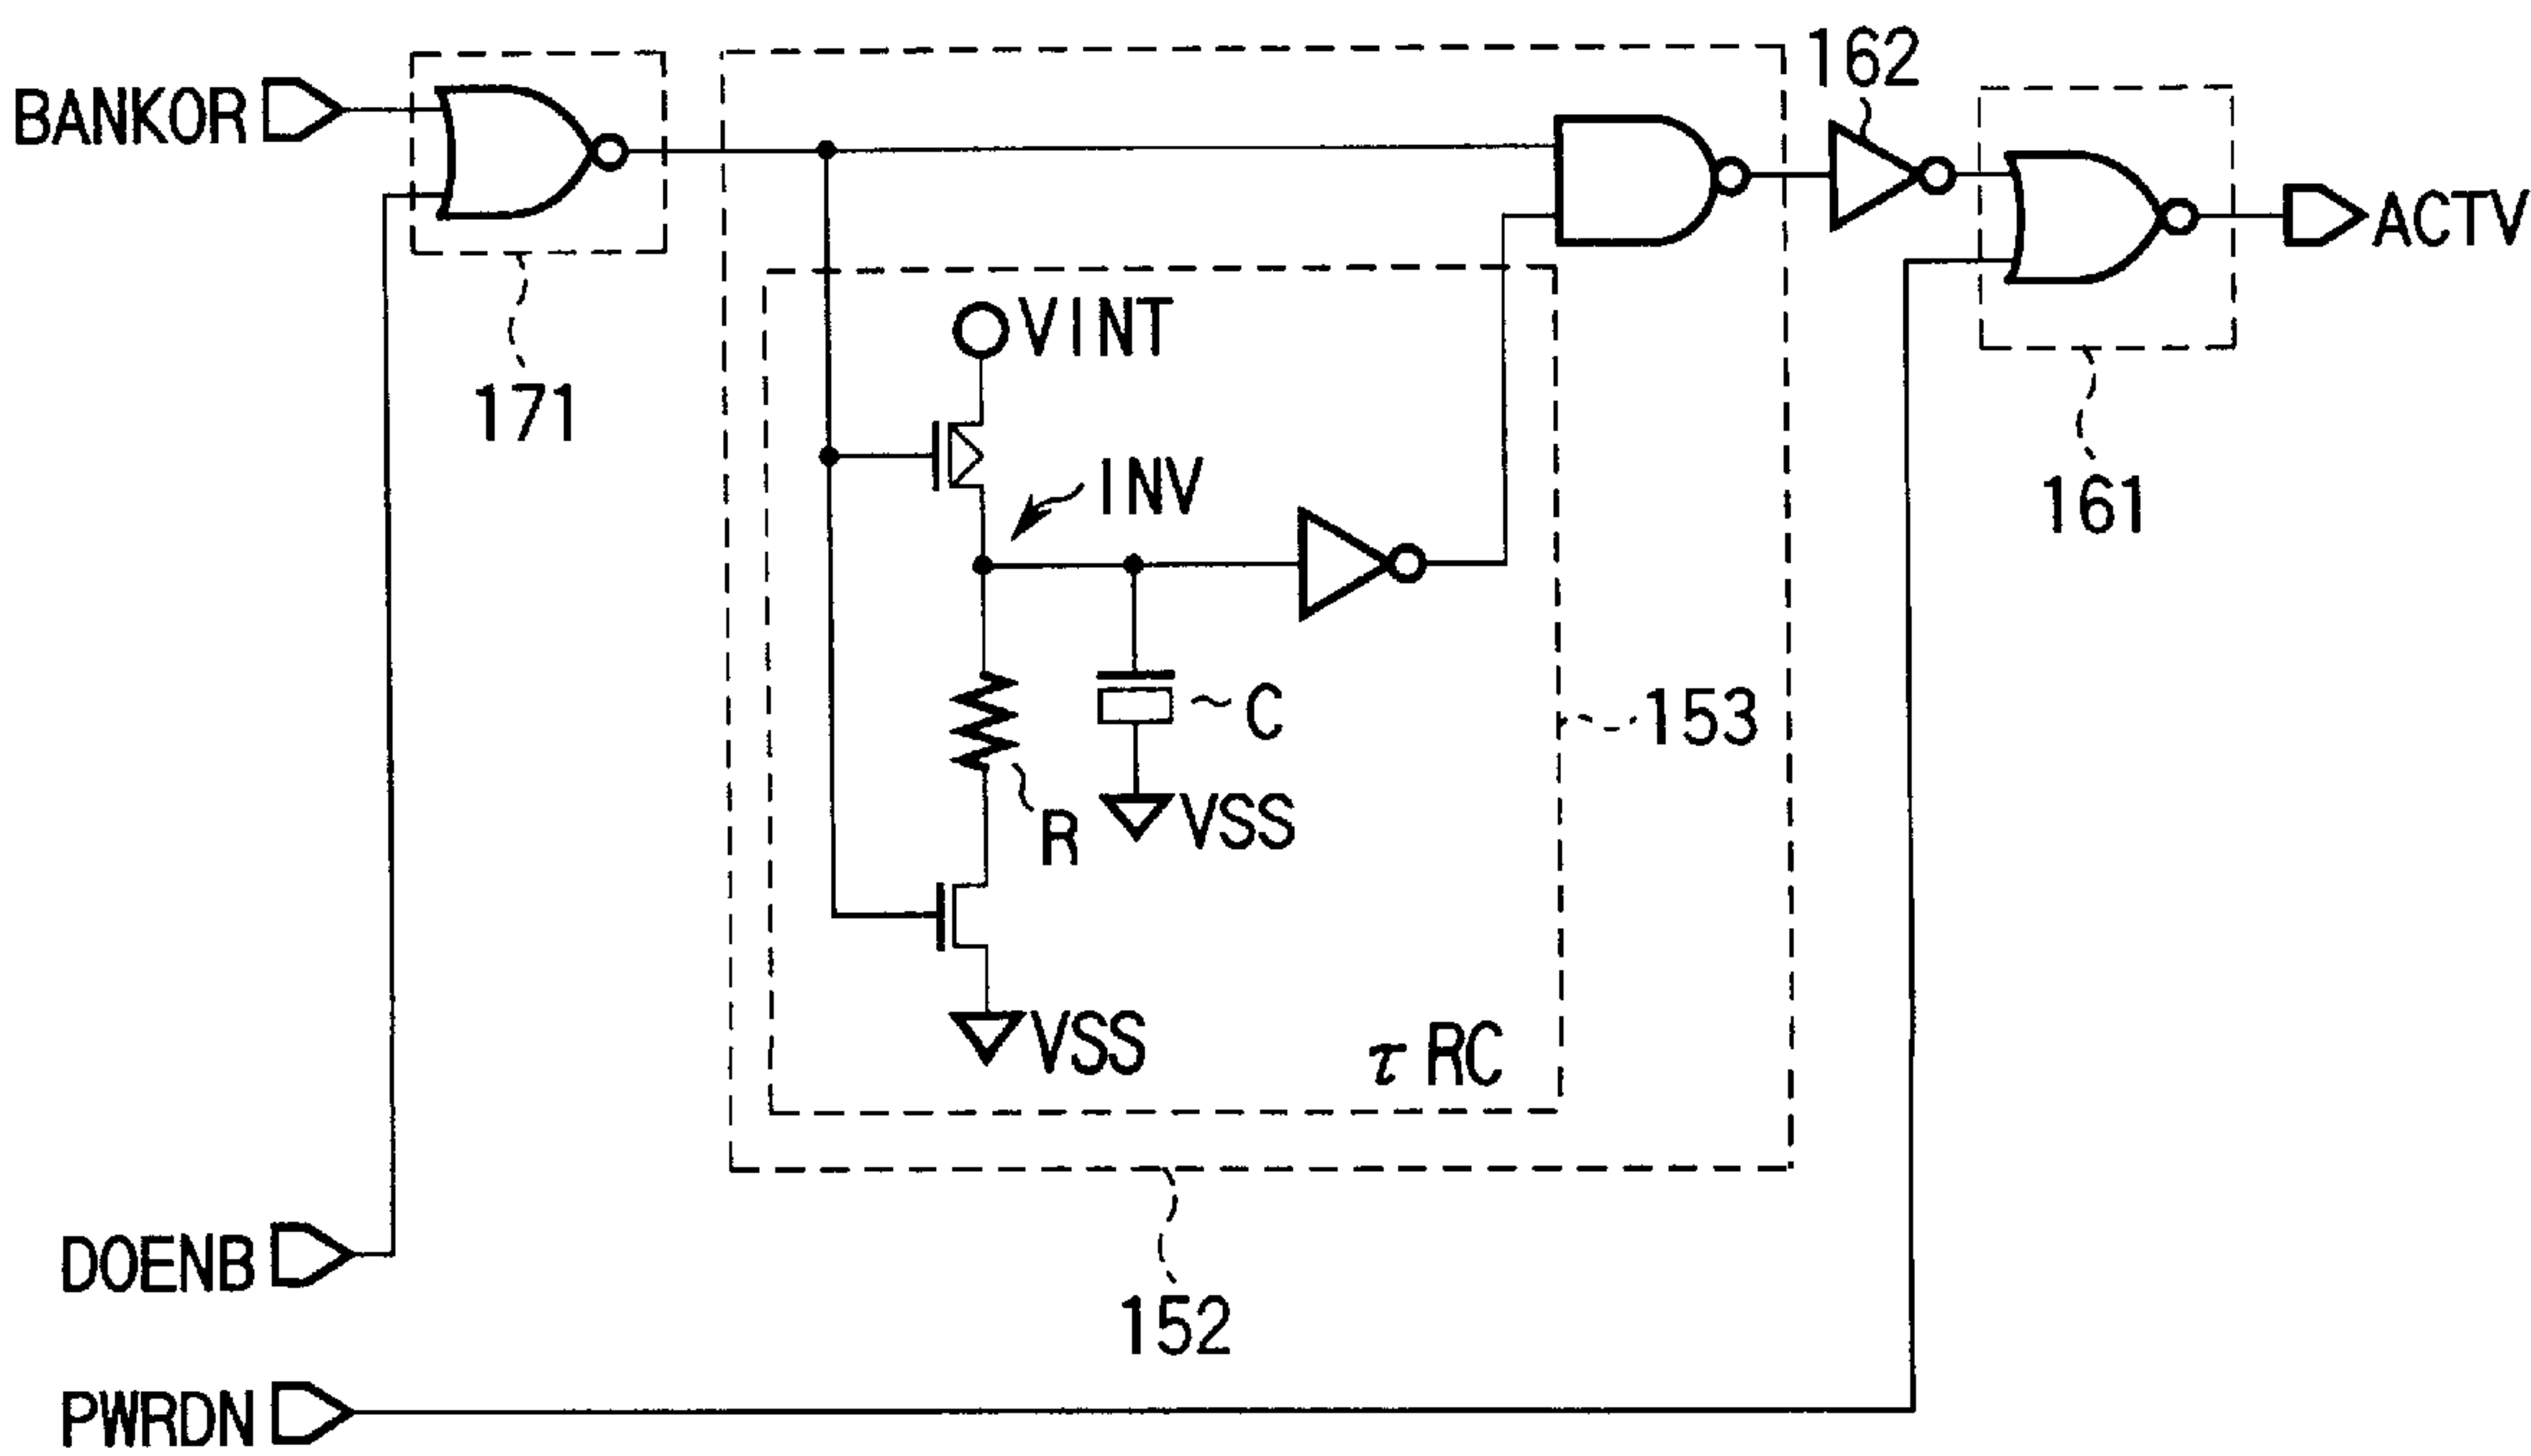 162
BANKOR
ACTV
VINT
171
INV
161
C
153
R
VSS
VSS
τ RC
DOENB
152
PWRDN